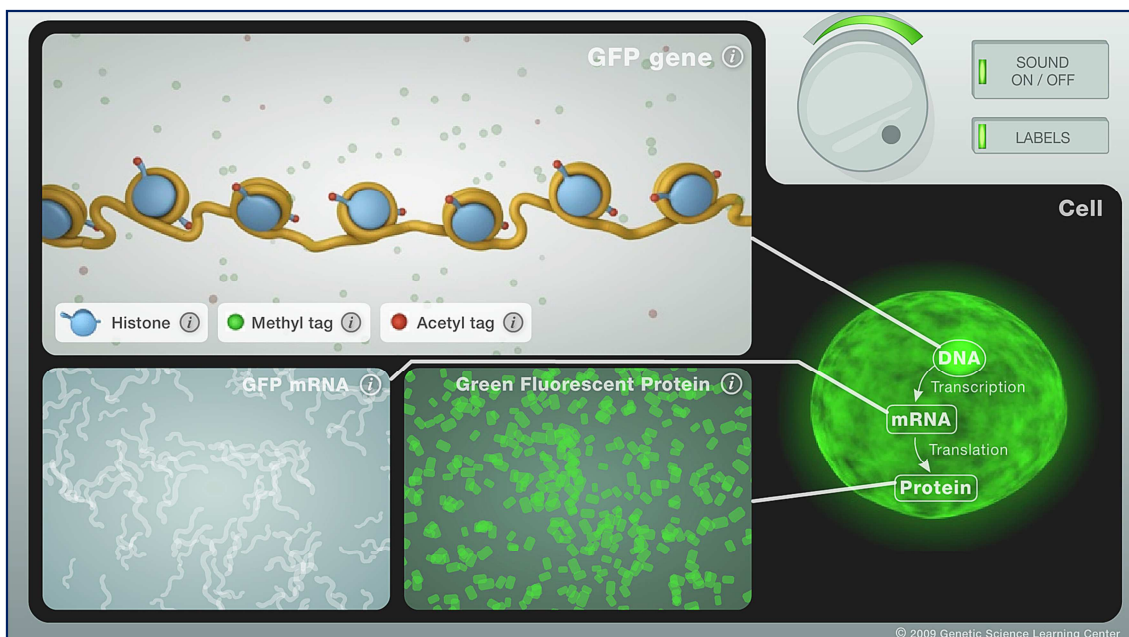 GFP gene i
SOUND
ON / OFF
LABELS
Cell
Histone i
Methyl tag i
Acetyl tag i
GFP mRNA i
Green Fluorescent Protein i
DNA
Transcription
mRNA
Translation
Protein
© 2009 Genetic Science Learning Center